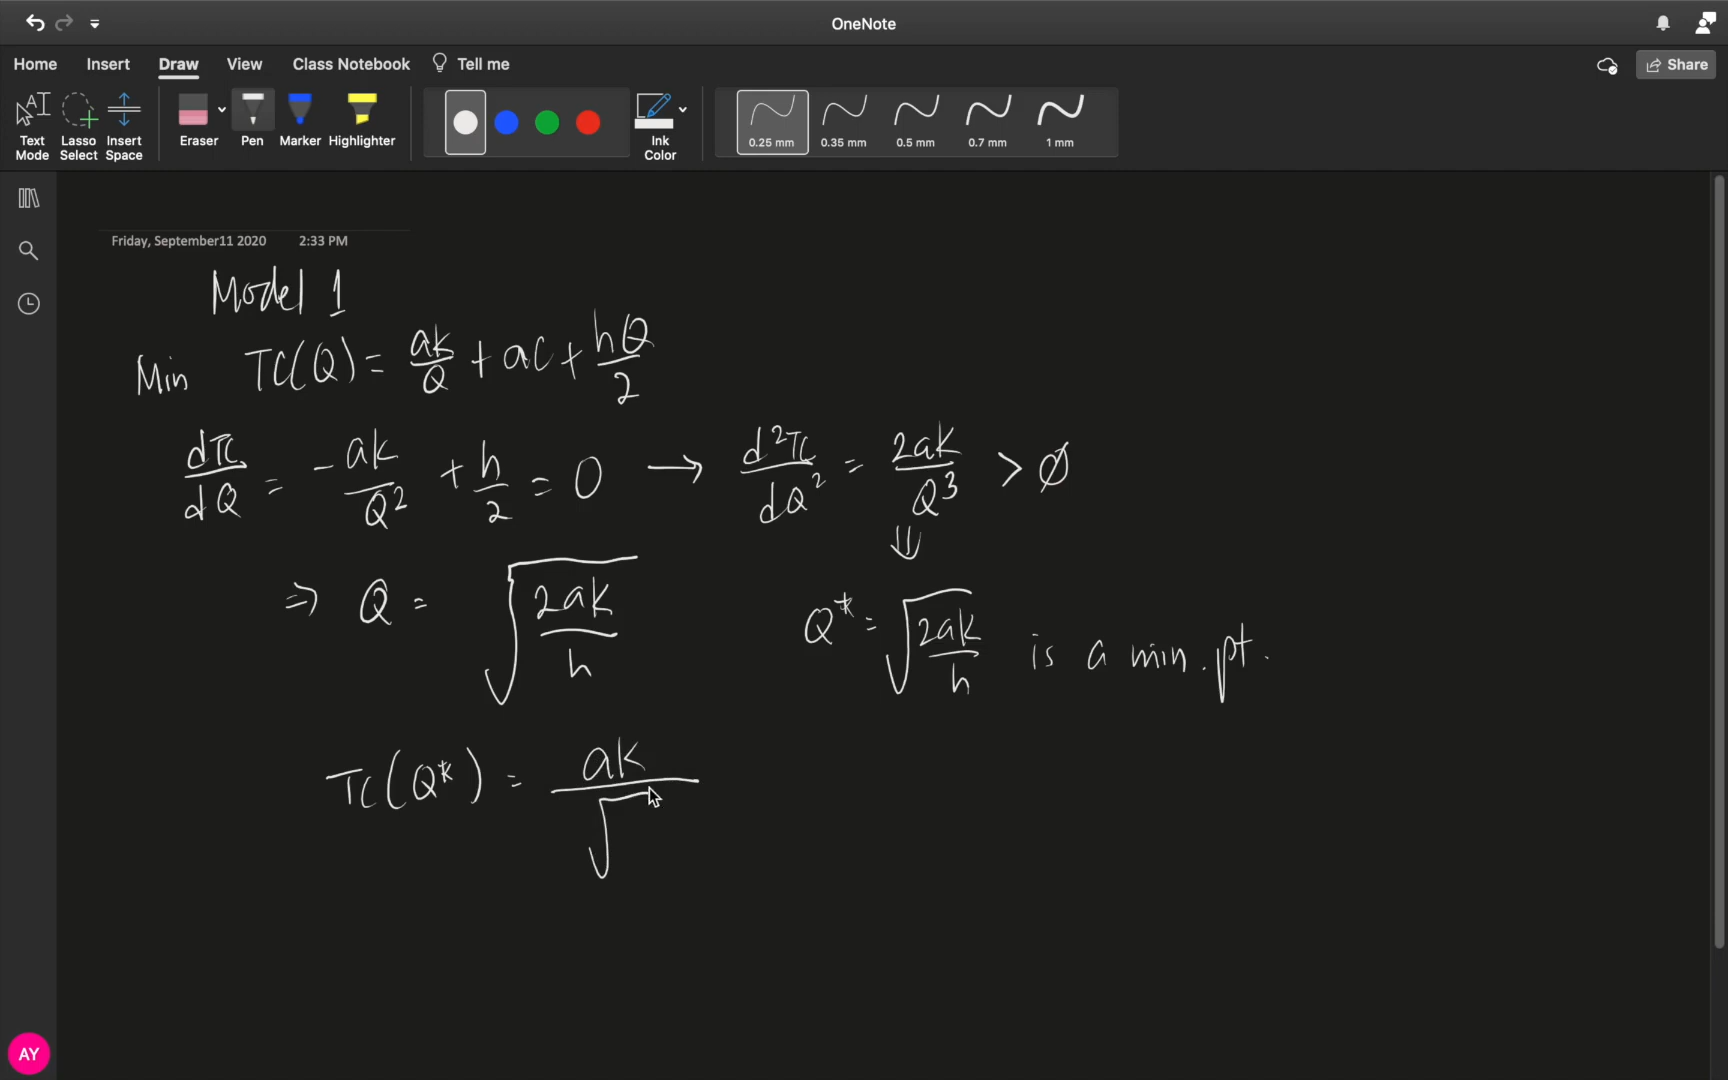 OneNote
Home Insert Draw View Class Notebook Tell me
Share
Text Mode
Lasso Select
Insert Space
Eraser
Pen
Marker
Highlighter
Ink Color
0.25 mm
0.35 mm
0.5 mm
0.7 mm
1 mm
Friday, September11 2020 2:33 PM
Model 1
Min TC(Q) = ak/Q + ac + hQ/2
dTC/dQ = -ak/Q² + h/2 = 0 → d²TC/dQ² = 2ak/Q³ > ∅
⇓
⇒ Q = √(2ak/h)
Q* = √(2ak/h) is a min. pt.
TC(Q*) = ak/√
AY